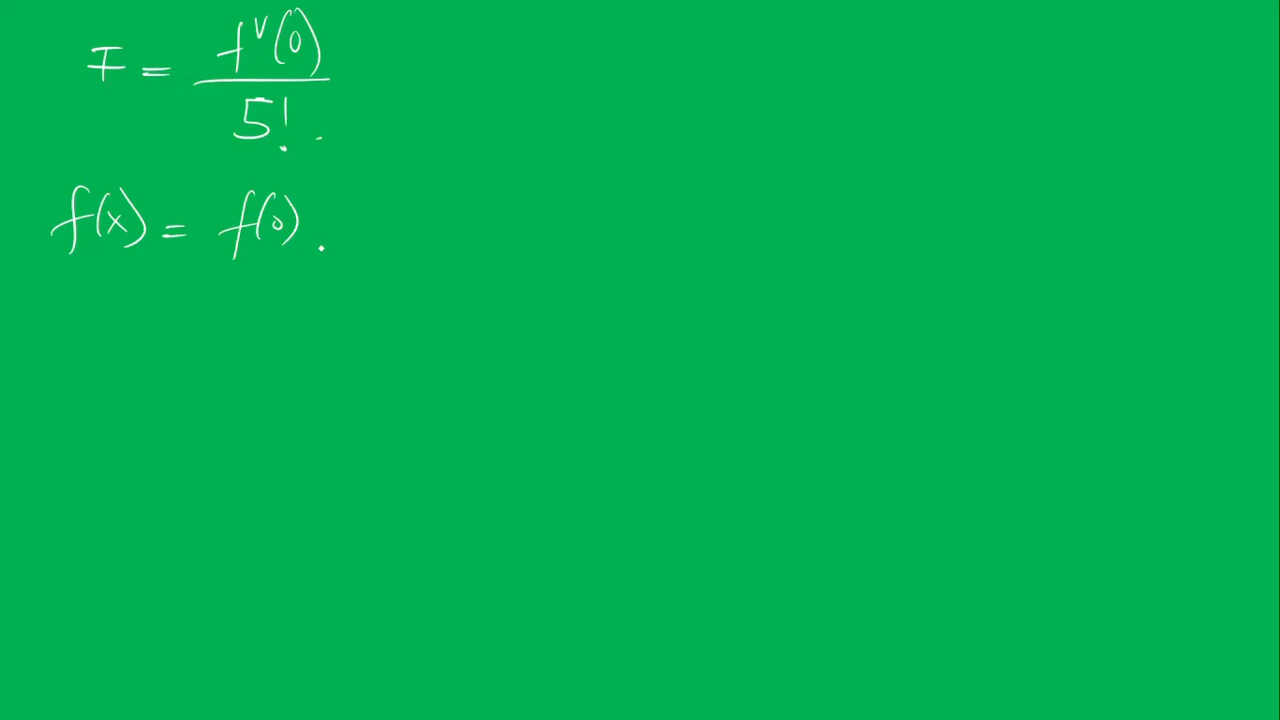 I = f^V(0) / 5!.
f(x) = f(0).